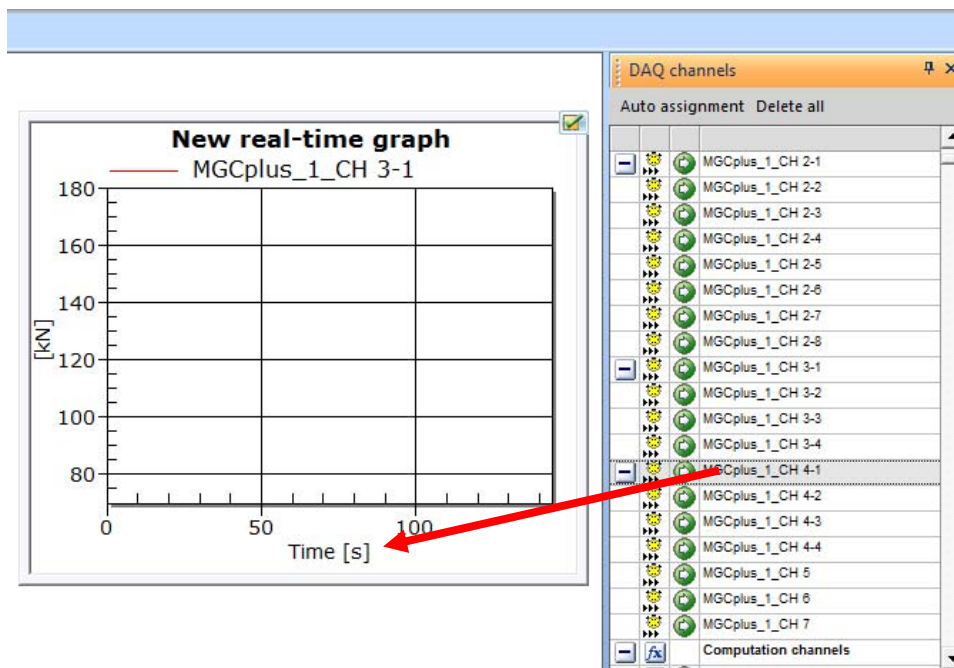 New real-time graph
MGCplus_1_CH 3-1
180
160
140
120
100
80
[kN]
0 50 100
Time [s]
DAQ channels
Auto assignment Delete all
MGCplus_1_CH 2-1
MGCplus_1_CH 2-2
MGCplus_1_CH 2-3
MGCplus_1_CH 2-4
MGCplus_1_CH 2-5
MGCplus_1_CH 2-6
MGCplus_1_CH 2-7
MGCplus_1_CH 2-8
MGCplus_1_CH 3-1
MGCplus_1_CH 3-2
MGCplus_1_CH 3-3
MGCplus_1_CH 3-4
MGCplus_1_CH 4-1
MGCplus_1_CH 4-2
MGCplus_1_CH 4-3
MGCplus_1_CH 4-4
MGCplus_1_CH 5
MGCplus_1_CH 6
MGCplus_1_CH 7
fx Computation channels